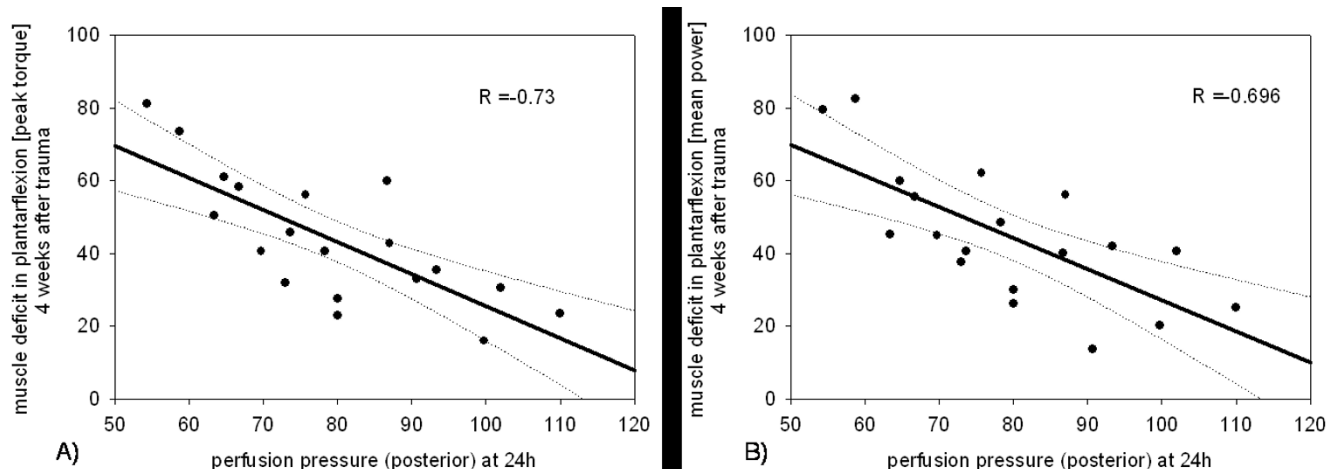 muscle deficit in plantarflexion [peak torque]
4 weeks after trauma
100
80
60
40
20
0
R =-0.73
50 60 70 80 90 100 110 120
A)
perfusion pressure (posterior) at 24h
muscle deficit in plantarflexion [mean power]
4 weeks after trauma
100
80
60
40
20
0
R =-0.696
50 60 70 80 90 100 110 120
B)
perfusion pressure (posterior) at 24h